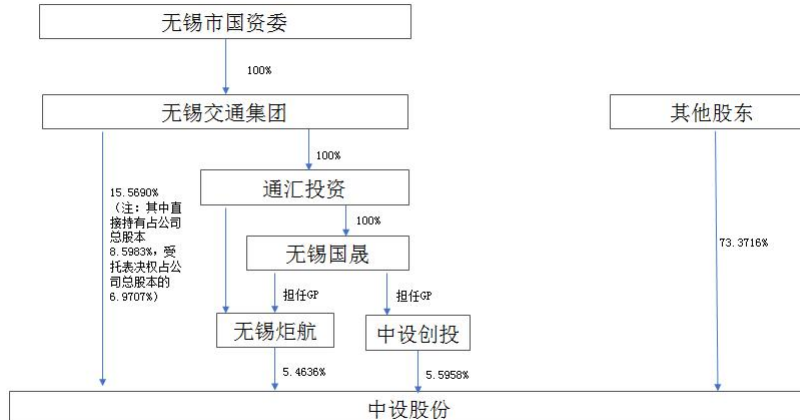 无锡市国资委
100%
无锡交通集团
其他股东
100%
通汇投资
15.5690%
（注：其中直
接持有占公司
总股本
8.5983%，受
托表决权占公
司总股本的
6.9707%）
100%
无锡国晟
73.3716%
担任GP
担任GP
无锡炬航
中设创投
5.4636%
5.5958%
中设股份